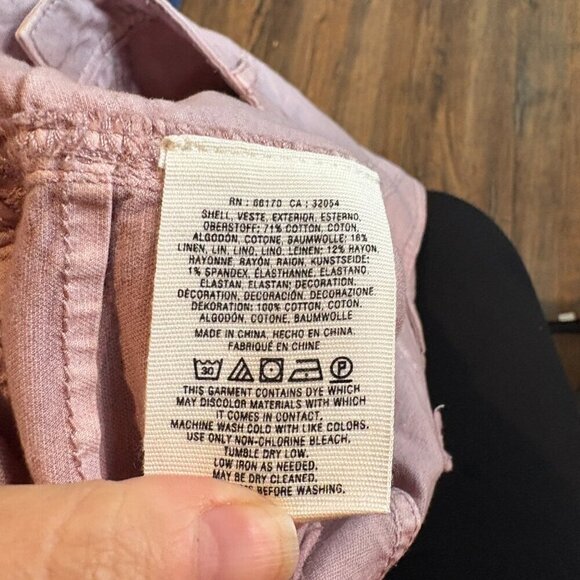 RN : 66170 CA : 32054
SHELL, VESTE, EXTERIOR, ESTERNO,
OBERSTOFF; 71% COTTON, COTON,
ALGODÓN, COTONE, BAUMWOLLE; 16%
LINEN, LIN, LINO, LINO, LEINEN; 12% RAYON,
RAYONNE, RAYÓN, RAION, KUNSTSEIDE;
1% SPANDEX, ÉLASTHANNE, ELASTANO,
ELASTAN, ELASTAN; DECORATION,
DÉCORATION, DECORACIÓN, DECORAZIONE,
DEKORATION: 100% COTTON, COTON,
ALGODÓN, COTONE, BAUMWOLLE
MADE IN CHINA, HECHO EN CHINA,
FABRIQUÉ EN CHINE
30 P
THIS GARMENT CONTAINS DYE WHICH
MAY DISCOLOR MATERIALS WITH WHICH
IT COMES IN CONTACT.
MACHINE WASH COLD WITH LIKE COLORS.
USE ONLY NON-CHLORINE BLEACH.
TUMBLE DRY LOW.
LOW IRON AS NEEDED.
MAY BE DRY CLEANED.
BEFORE WASHING.